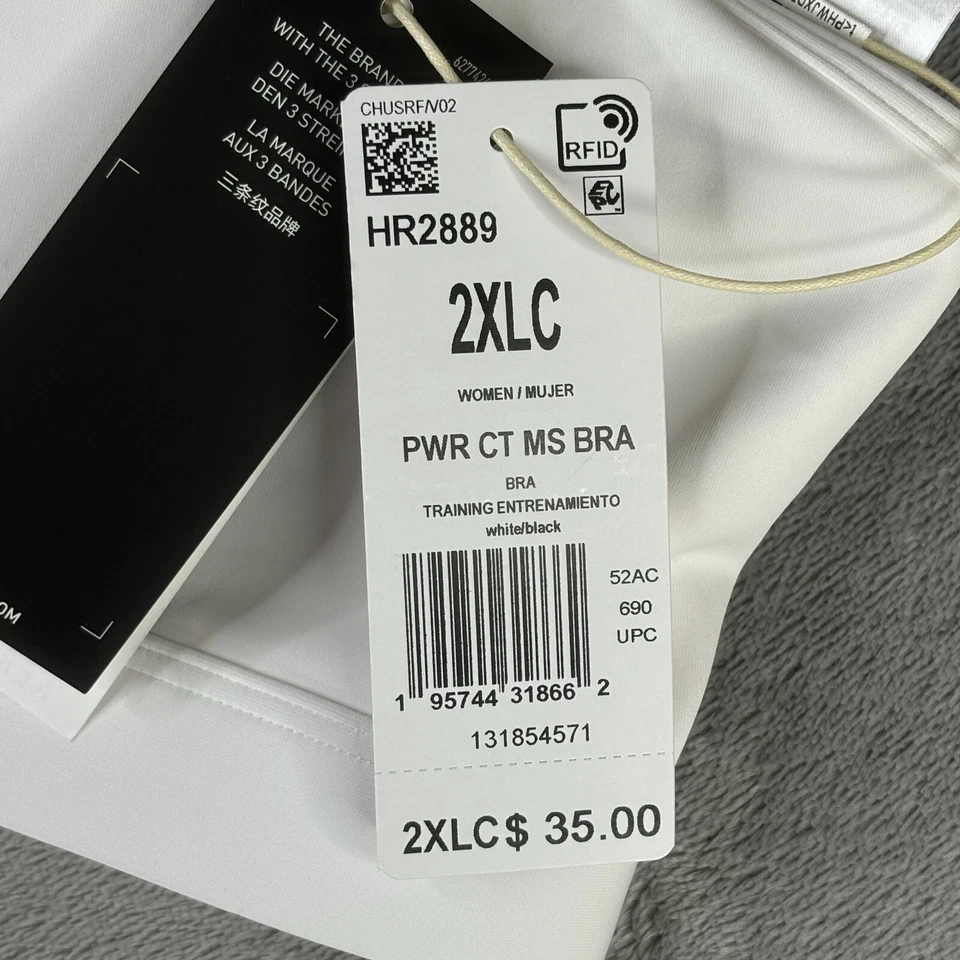 THE BRAND
WITH THE 3
DIE MARK
DEN 3 STREI
LA MARQUE
AUX 3 BANDES
三条纹品牌
OM
CHUSRF/V02
RFID
HR2889
2XLC
WOMEN / MUJER
PWR CT MS BRA
BRA
TRAINING ENTRENAMIENTO
white/black
52AC
690
UPC
1 95744 31866 2
131854571
2XLC $ 35.00